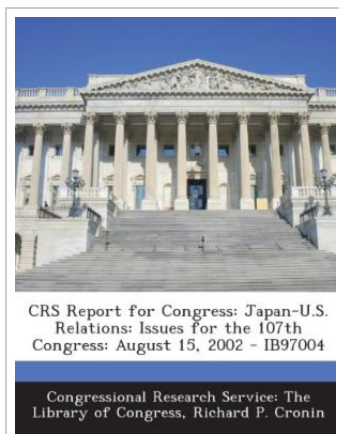 CRS Report for Congress: Japan-U.S.
Relations: Issues for the 107th
Congress: August 15, 2002 - IB97004
Congressional Research Service: The
Library of Congress, Richard P. Cronin